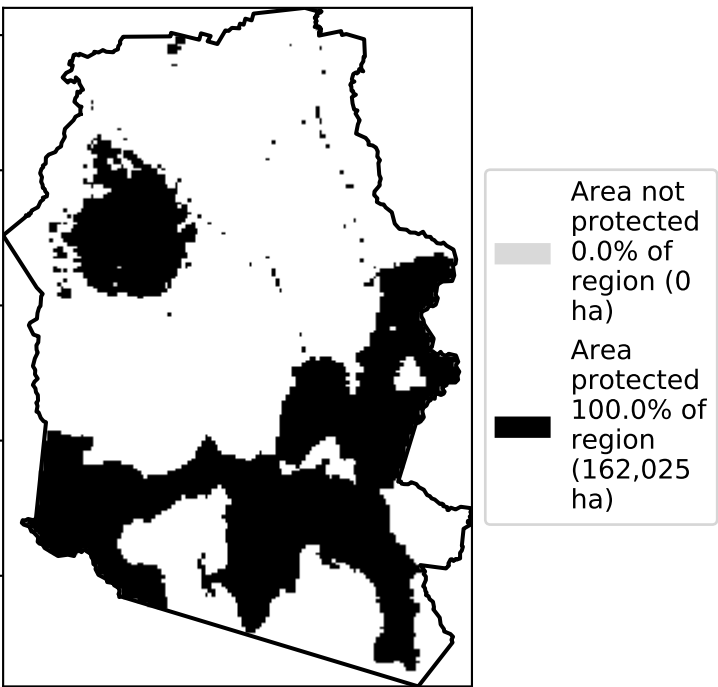 Area not
protected
0.0% of
region (0
ha)
Area
protected
100.0% of
region
(162,025
ha)